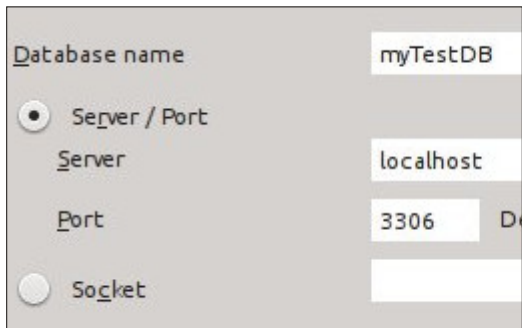 Database name myTestDB
Server / Port
Server localhost
Port 3306
Socket